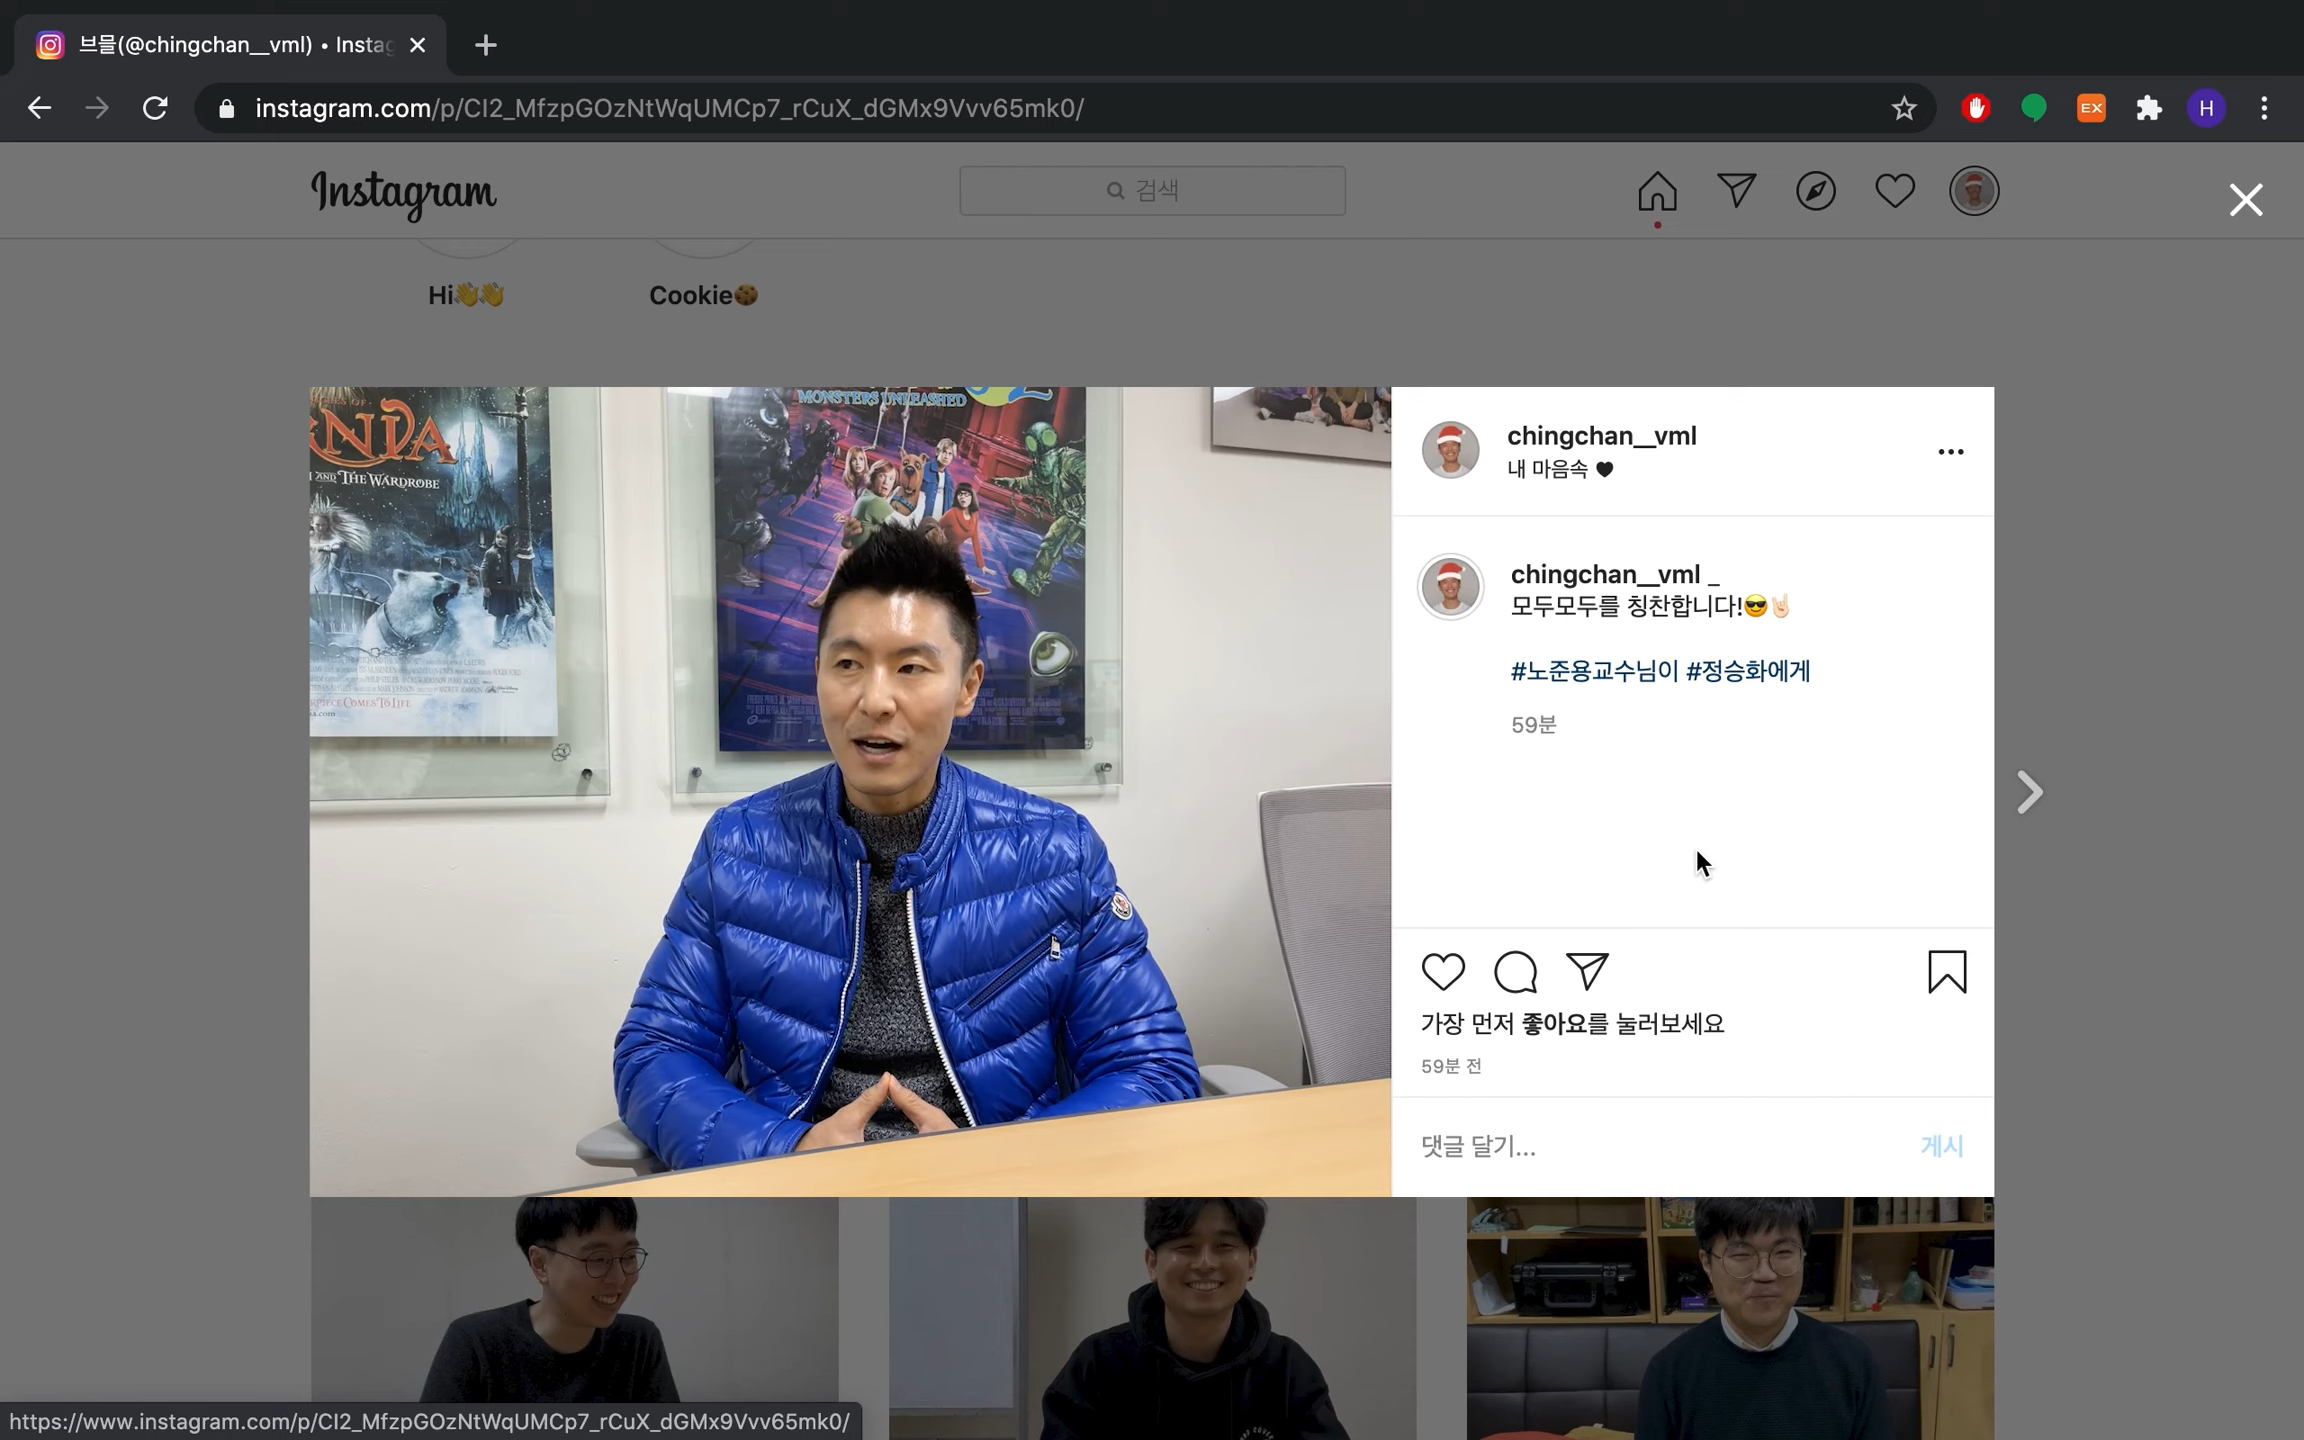 브믈(@chingchan__vml) • Instag
instagram.com/p/CI2_MfzpGOzNtWqUMCp7_rCuX_dGMx9Vvv65mk0/
EX
H
Instagram
검색
Hi👋👋
Cookie🍪
NIA
AND THE WARDROBE
MONSTERS UNLEASHED
chingchan__vml
내 마음속 🖤
chingchan__vml _
모두모두를 칭찬합니다!😎🤘🏻
#노준용교수님이 #정승화에게
59분
가장 먼저 좋아요를 눌러보세요
59분 전
댓글 달기...
게시
https://www.instagram.com/p/CI2_MfzpGOzNtWqUMCp7_rCuX_dGMx9Vvv65mk0/